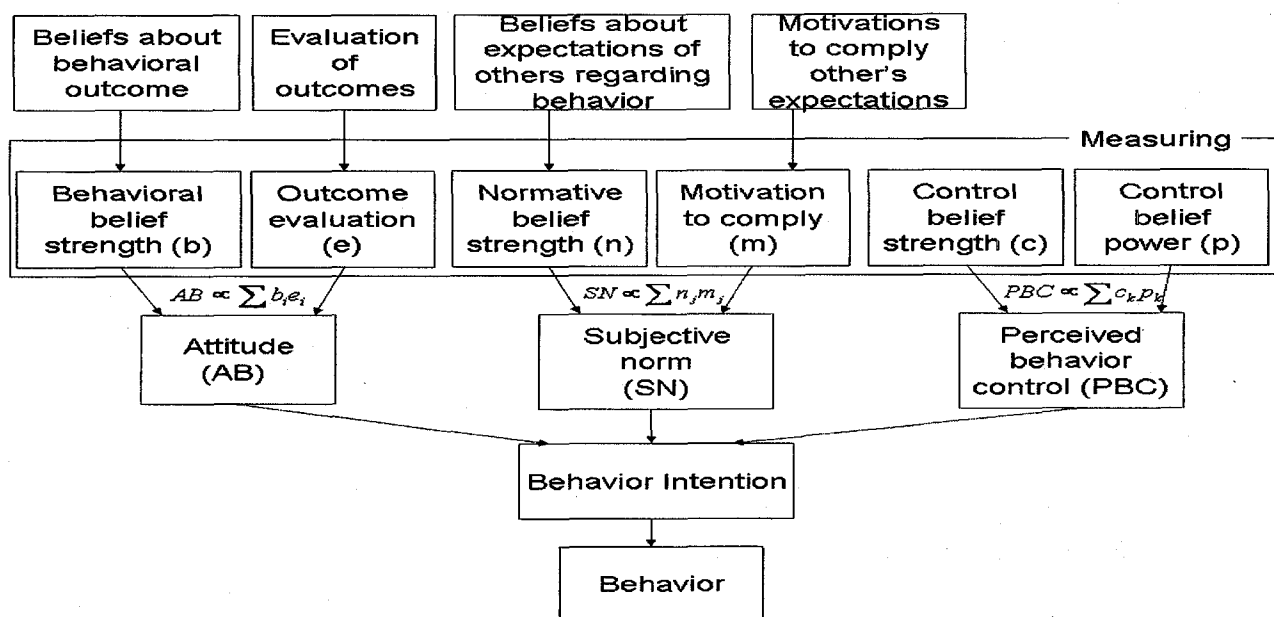 Beliefs about
behavioral
outcome
Evaluation
of
outcomes
Beliefs about
expectations of
others regarding
behavior
Motivations
to comply
other's
expectations
Measuring
Behavioral
belief
strength (b)
Outcome
evaluation
(e)
Normative
belief
strength (n)
Motivation
to comply
(m)
Control
belief
strength (c)
Control
belief
power (p)
AB ∝ ∑ b_i e_i
SN ∝ ∑ n_j m_j
PBC ∝ ∑ c_k p_k
Attitude
(AB)
Subjective
norm
(SN)
Perceived
behavior
control (PBC)
Behavior Intention
Behavior